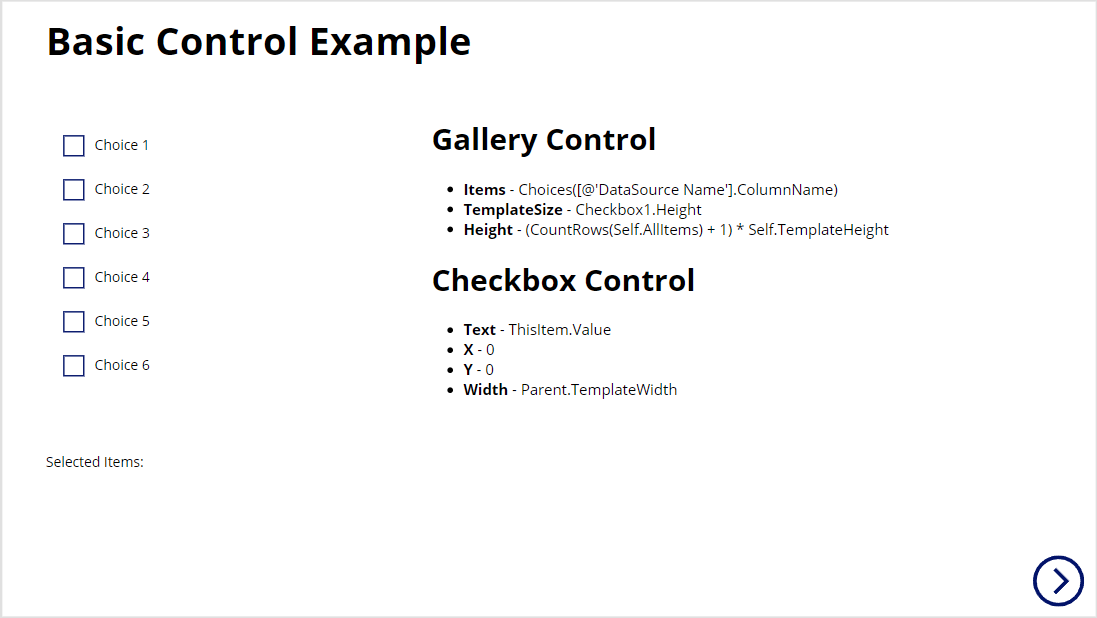 Basic Control Example
Choice 1
Choice 2
Choice 3
Choice 4
Choice 5
Choice 6
Selected Items:
Gallery Control
• Items - Choices([@'DataSource Name'].ColumnName)
• TemplateSize - Checkbox1.Height
• Height - (CountRows(Self.AllItems) + 1) * Self.TemplateHeight
Checkbox Control
• Text - ThisItem.Value
• X - 0
• Y - 0
• Width - Parent.TemplateWidth